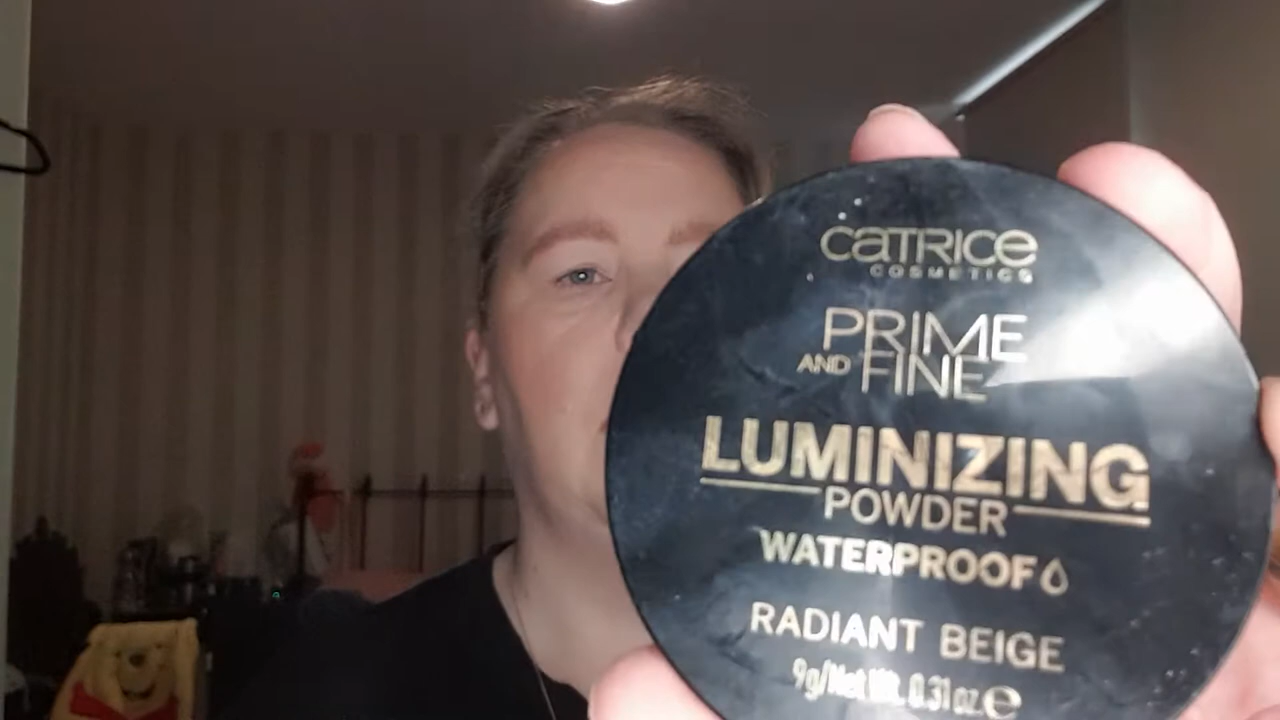 CATRICE
COSMETICS
PRIME
AND FINE
LUMINIZING
POWDER
WATERPROOF
RADIANT BEIGE
9g/Net Wt. 0.31 oz. e